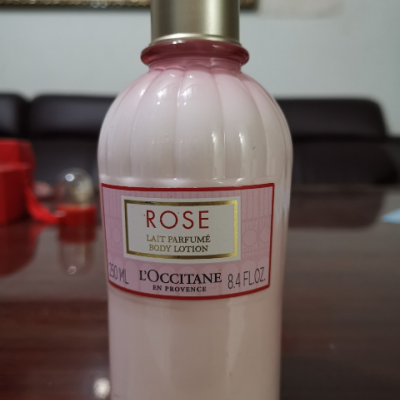 ROSE
LAIT PARFUMÉ
BODY LOTION
250 ML L'OCCITANE 8.4 FL.OZ.
EN PROVENCE